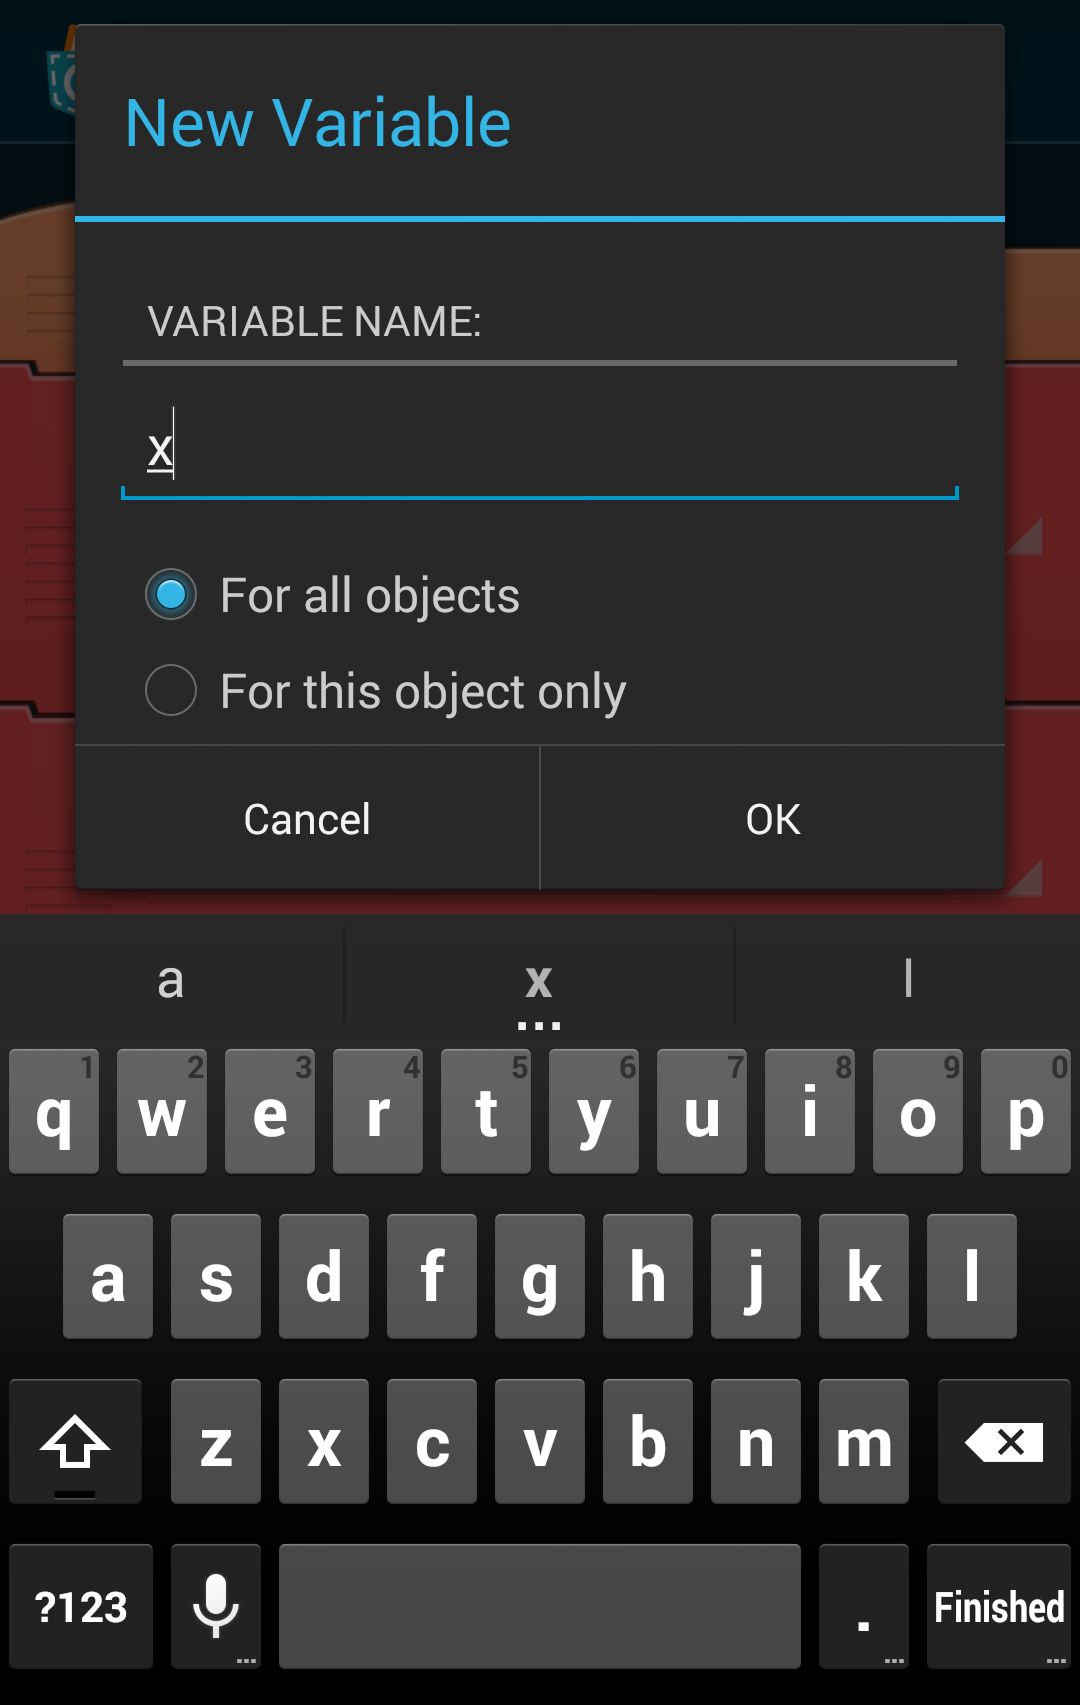 New Variable
VARIABLE NAME:
x
For all objects
For this object only
Cancel OK
a x l
1 2 3 4 5 6 7 8 9 0
q w e r t y u i o p
a s d f g h j k l
z x c v b n m
?123 . Finished